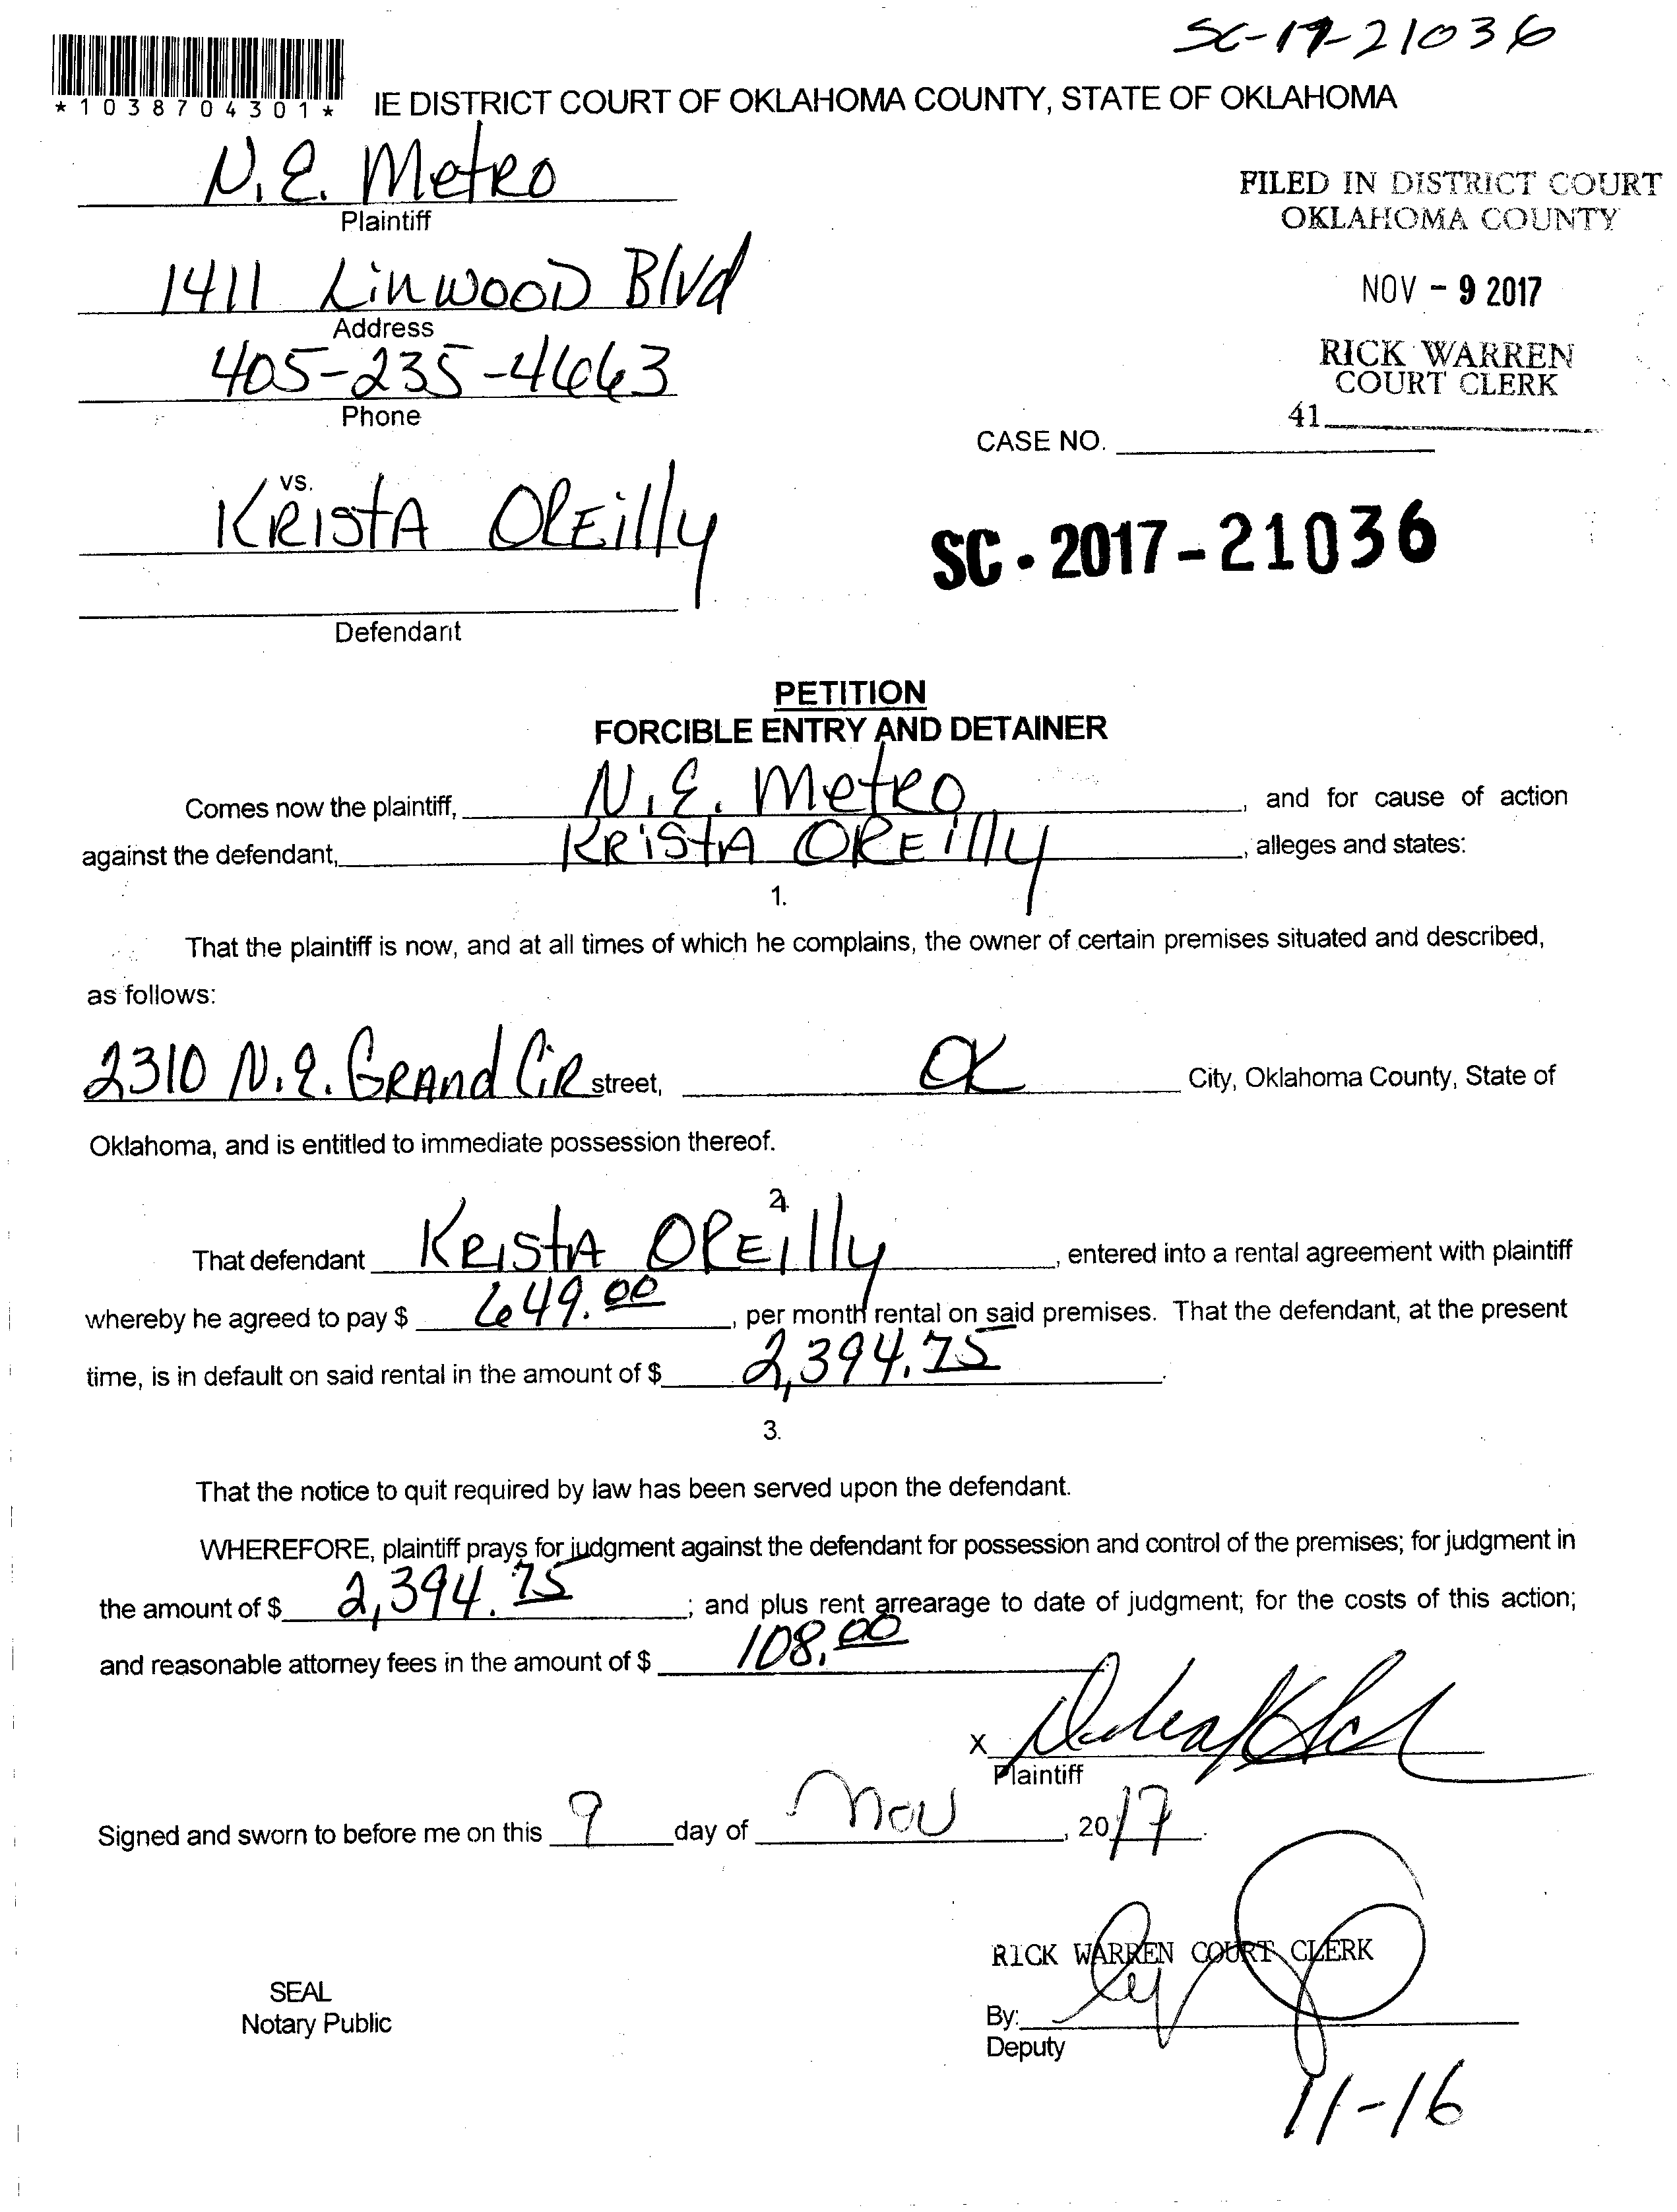 SC-17-21036
*1038704301*
IE DISTRICT COURT OF OKLAHOMA COUNTY, STATE OF OKLAHOMA
N.E. Metro
Plaintiff
FILED IN DISTRICT COURT
OKLAHOMA COUNTY
1411 Linwood Blvd
Address
NOV - 9 2017
405-235-4663
Phone
RICK WARREN
COURT CLERK
41
CASE NO.
vs.
Krista OReilly
SC - 2017-21036
Defendant
PETITION
FORCIBLE ENTRY AND DETAINER
Comes now the plaintiff, N.E. Metro, and for cause of action
against the defendant, Krista OReilly, alleges and states:
1.
That the plaintiff is now, and at all times of which he complains, the owner of certain premises situated and described,
as follows:
2310 N.E. Grand Cir street, OK City, Oklahoma County, State of
Oklahoma, and is entitled to immediate possession thereof.
2.
That defendant Krista OReilly, entered into a rental agreement with plaintiff
whereby he agreed to pay $ 649.00, per month rental on said premises. That the defendant, at the present
time, is in default on said rental in the amount of $ 2,394.75.
3.
That the notice to quit required by law has been served upon the defendant.
WHEREFORE, plaintiff prays for judgment against the defendant for possession and control of the premises; for judgment in
the amount of $ 2,394.75; and plus rent arrearage to date of judgment; for the costs of this action;
and reasonable attorney fees in the amount of $ 108.00
X
Plaintiff
Signed and sworn to before me on this 9 day of Nov, 2017.
RICK WARREN COURT CLERK
SEAL
Notary Public
By:
Deputy
11-16